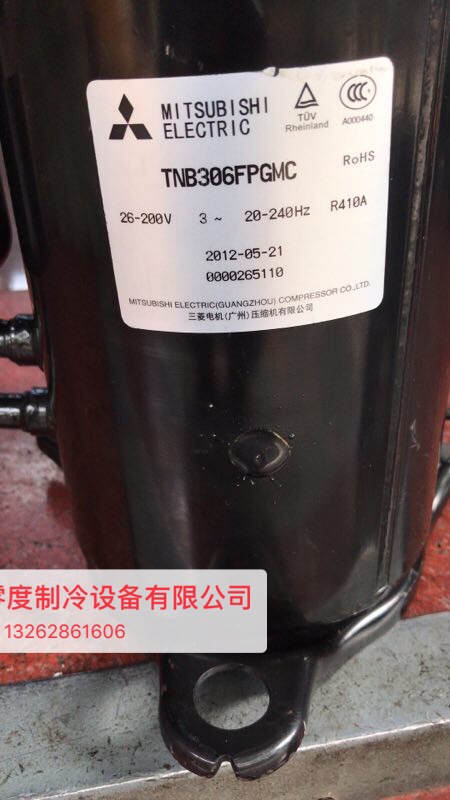 MITSUBISHI
ELECTRIC
TÜV
Rheinland
CCC
A000440
TNB306FPGMC
RoHS
26-200V 3~ 20-240Hz R410A
2012-05-21
0000265110
MITSUBISHI ELECTRIC(GUANGZHOU) COMPRESSOR CO.,LTD.
三菱电机(广州)压缩机有限公司
零度制冷设备有限公司
13262861606